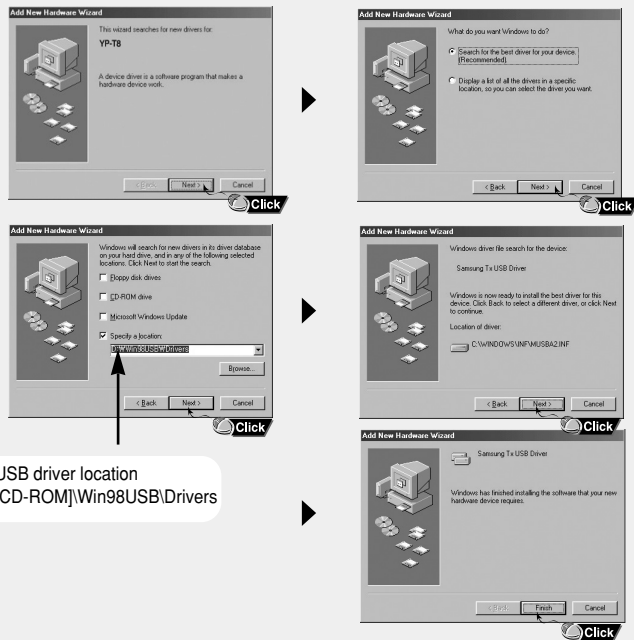 Add New Hardware Wizard
This wizard searches for new drivers for:
YP-T8
A device driver is a software program that makes a
hardware device work.
< Back
Next >
Cancel
Click
Add New Hardware Wizard
What do you want Windows to do?
Search for the best driver for your device.
(Recommended).
Display a list of all the drivers in a specific
location, so you can select the driver you want.
< Back
Next >
Cancel
Click
Add New Hardware Wizard
Windows will search for new drivers in its driver database
on your hard drive, and in any of the following selected
locations. Click Next to start the search.
Floppy disk drives
CD-ROM drive
Microsoft Windows Update
Specify a location:
D:₩Win98USB₩Drivers
Browse...
< Back
Next >
Cancel
Click
Add New Hardware Wizard
Windows driver file search for the device:
Samsung Tx USB Driver
Windows is now ready to install the best driver for this
device. Click Back to select a different driver, or click Next
to continue.
Location of driver:
C:\WINDOWS\INF\MUSBA2.INF
< Back
Next >
Cancel
Click
USB driver location
CD-ROM]\Win98USB\Drivers
Add New Hardware Wizard
Samsung Tx USB Driver
Windows has finished installing the software that your new
hardware device requires.
< Back
Finish
Cancel
Click